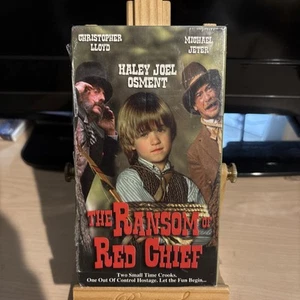 CHRISTOPHER
LLOYD
MICHAEL
JETER
HALEY JOEL
OSMENT
THE RANSOM OF
RED CHIEF
Two Small Time Crooks.
One Out Of Control Hostage. Let the Fun Begin...